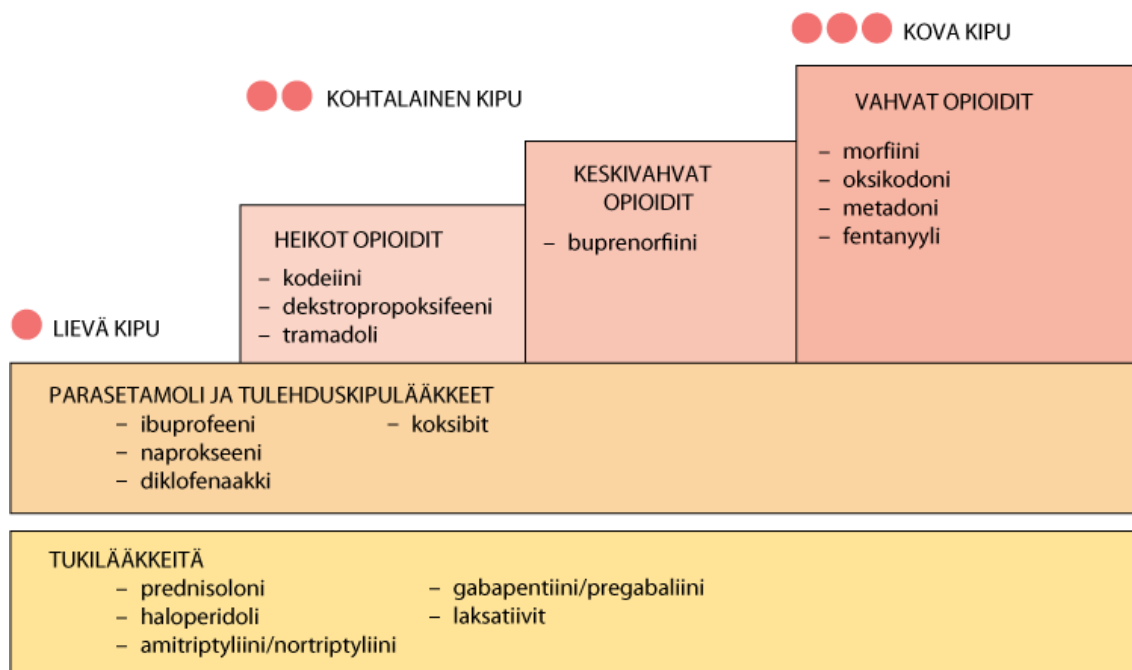 KOVA KIPU
KOHTALAINEN KIPU
VAHVAT OPIOIDIT
– morfiini
– oksikodoni
– metadoni
– fentanyyli
KESKIVAHVAT
OPIOIDIT
– buprenorfiini
HEIKOT OPIOIDIT
– kodeiini
– dekstropropoksifeeni
– tramadoli
LIEVÄ KIPU
PARASETAMOLI JA TULEHDUSKIPULÄÄKKEET
– ibuprofeeni
– naprokseeni
– diklofenaakki
– koksibit
TUKILÄÄKKEITÄ
– prednisoloni
– haloperidoli
– amitriptyliini/nortriptyliini
– gabapentiini/pregabaliini
– laksatiivit